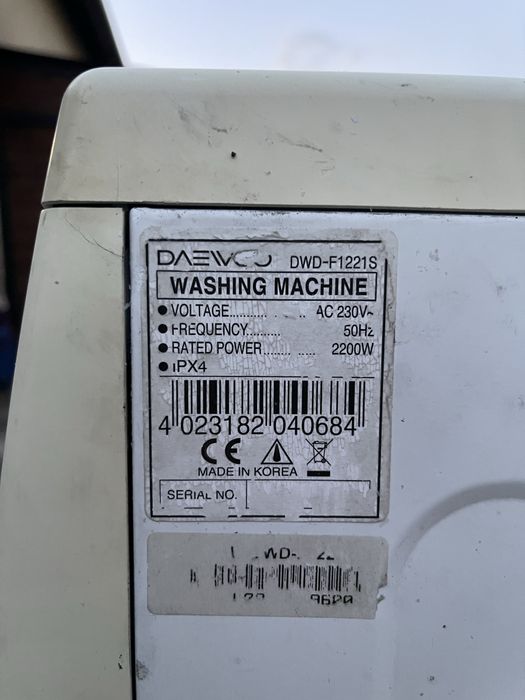 DAEWOO DWD-F1221S
WASHING MACHINE
● VOLTAGE.......... . .. AC 230V~
● FREQUENCY......... 50Hz
● RATED POWER........ ..... 2200W
● IPX4
4 023182 040684
CE
MADE IN KOREA
SERIAL NO.